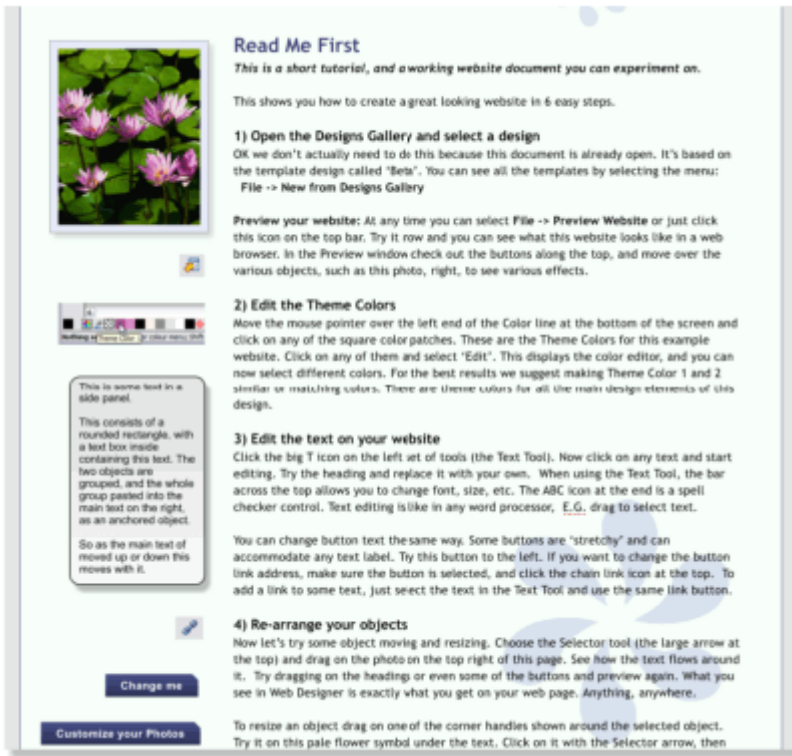 Read Me First
This is a short tutorial, and a working website document you can experiment on.
This shows you how to create a great looking website in 6 easy steps.
1) Open the Designs Gallery and select a design
OK we don't actually need to do this because this document is already open. It's based on
the template design called "Beta". You can see all the templates by selecting the menu:
File -> New from Designs Gallery
Preview your website: At any time you can select File -> Preview Website or just click
this icon on the top bar. Try it now and you can see what this website looks like in a web
browser. In the Preview window check out the buttons along the top, and move over the
various objects, such as this photo, right, to see various effects.
2) Edit the Theme Colors
Move the mouse pointer over the left end of the Color line at the bottom of the screen and
click on any of the square color patches. These are the Theme Colors for this example
website. Click on any of them and select "Edit". This displays the color editor, and you can
now select different colors. For the best results we suggest making Theme Color 1 and 2
similar or matching colors. There are theme colors for all the main design elements of this
design.
3) Edit the text on your website
Click the big T icon on the left set of tools (the Text Tool). Now click on any text and start
editing. Try the heading and replace it with your own. When using the Text Tool, the bar
across the top allows you to change font, size, etc. The ABC icon at the end is a spell
checker control. Text editing is like in any word processor, E.G. drag to select text.
You can change button text the same way. Some buttons are "stretchy" and can
accommodate any text label. Try this button to the left. If you want to change the button
link address, make sure the button is selected, and click the chain link icon at the top. To
add a link to some text, just select the text in the Text Tool and use the same link button.
4) Re-arrange your objects
Now let's try some object moving and resizing. Choose the Selector tool (the large arrow at
the top) and drag on the photo on the top right of this page. See how the text flows around
it. Try dragging on the headings or even some of the buttons and preview again. What you
see in Web Designer is exactly what you get on your web page. Anything, anywhere.
To resize an object drag on one of the corner handles shown around the selected object.
Try it on this pale flower symbol under the text. Click on it with the Selector arrow, then
Theme Color
This is some text in a
side panel.
This consists of a
rounded rectangle, with
a text box inside
containing this text. The
two objects are
grouped, and the whole
group pasted into the
main text on the right,
as an anchored object.
So as the main text of
moved up or down this
moves with it.
Change me
Customize your Photos